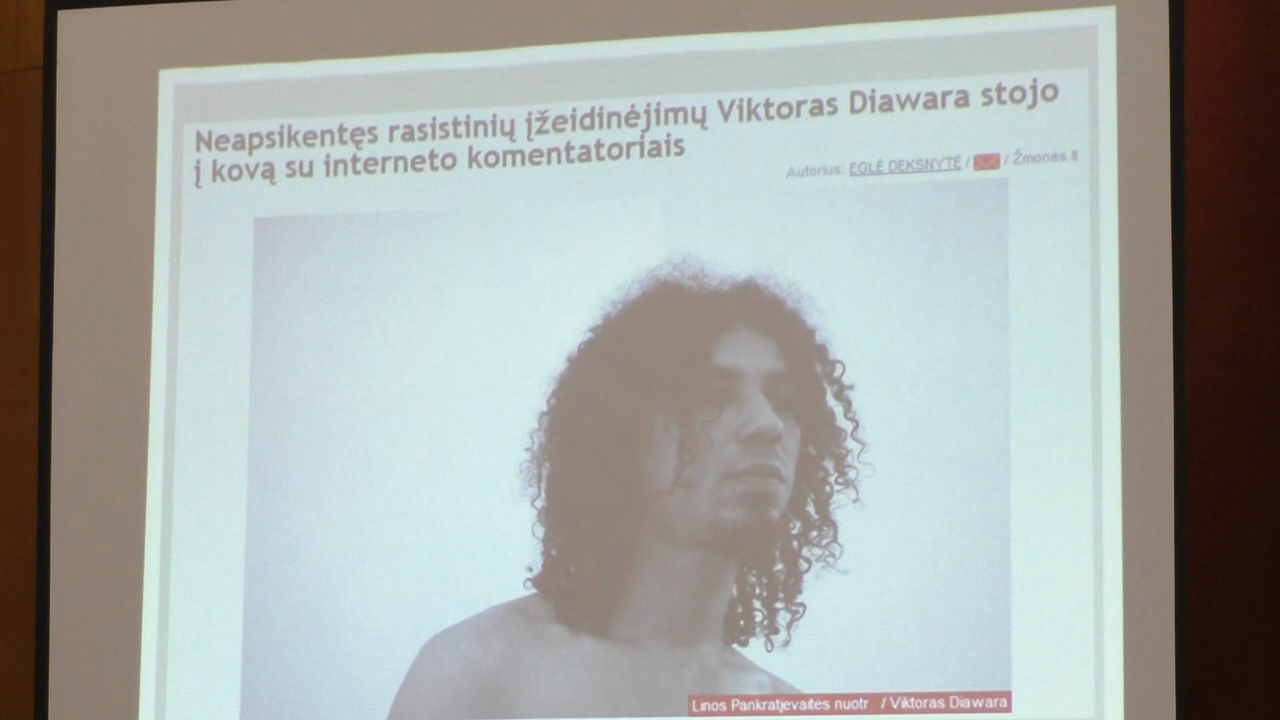 Neapsikentęs rasistinių įžeidinėjimų Viktoras Diawara stojo
į kovą su interneto komentatoriais
Autorius: EGLĖ DEKSNYTĖ / / Žmonės.lt
Linos Pankratjevaitės nuotr. / Viktoras Diawara